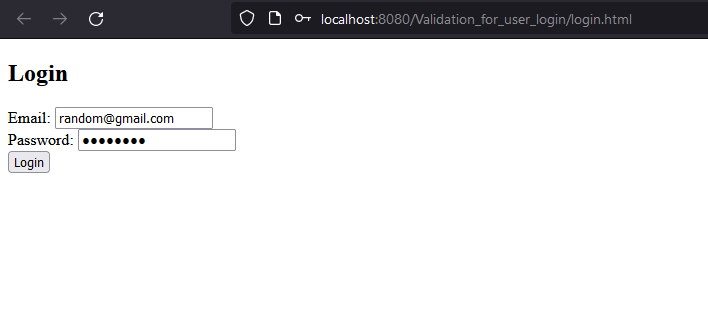 localhost:8080/Validation_for_user_login/login.html
Login
Email: random@gmail.com
Password: ●●●●●●●●
Login